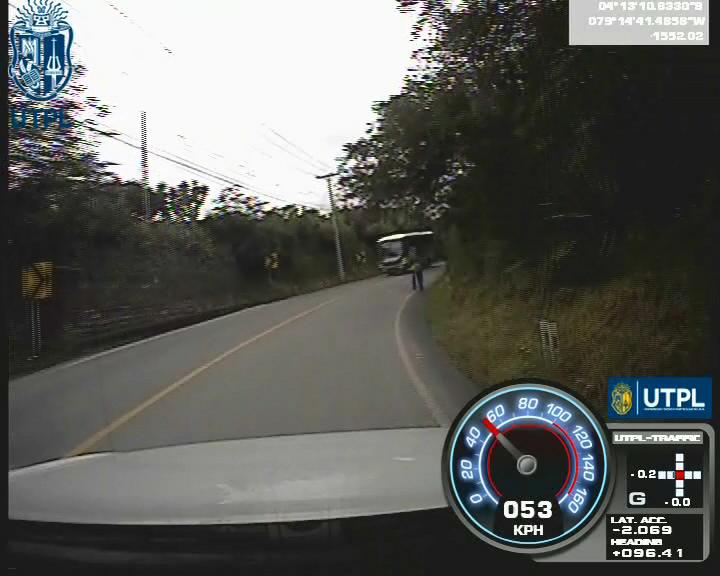 04°13'10.8330"S
079°14'41.4858"W
1552.02
UTPL
UTPL
UTPL-TRAFFIC
0 20 40 60 80 100 120 140 160
053
KPH
-0.2
G -0.0
LAT. ACC.
-2.069
HEADING
+096.41